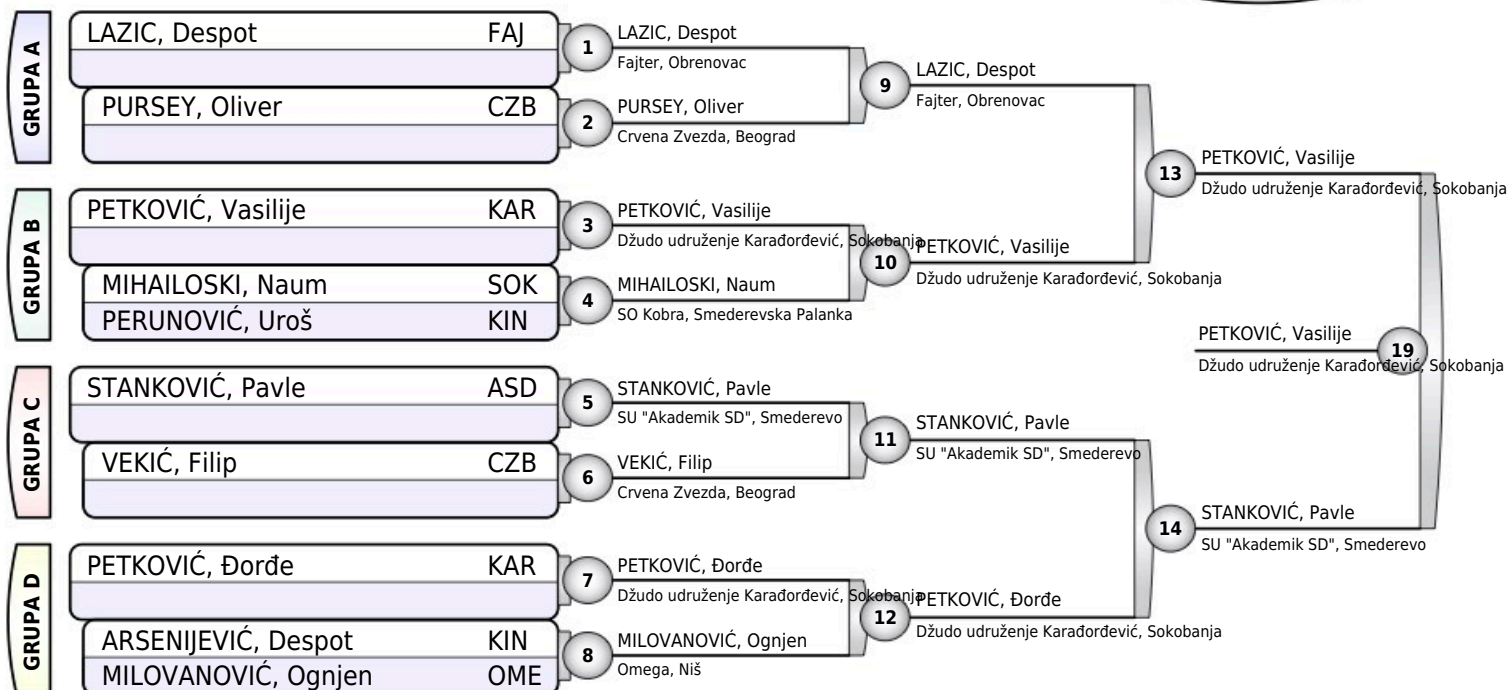 GRUPA A
LAZIC, Despot FAJ
PURSEY, Oliver CZB
1
LAZIC, Despot
Fajter, Obrenovac
2
PURSEY, Oliver
Crvena Zvezda, Beograd
9
LAZIC, Despot
Fajter, Obrenovac
GRUPA B
PETKOVIĆ, Vasilije KAR
MIHAILOSKI, Naum SOK
PERUNOVIĆ, Uroš KIN
3
PETKOVIĆ, Vasilije
Džudo udruženje Karađorđević, Sokobanja
4
MIHAILOSKI, Naum
SO Kobra, Smederevska Palanka
10
PETKOVIĆ, Vasilije
Džudo udruženje Karađorđević, Sokobanja
13
PETKOVIĆ, Vasilije
Džudo udruženje Karađorđević, Sokobanja
GRUPA C
STANKOVIĆ, Pavle ASD
VEKIĆ, Filip CZB
5
STANKOVIĆ, Pavle
SU "Akademik SD", Smederevo
6
VEKIĆ, Filip
Crvena Zvezda, Beograd
11
STANKOVIĆ, Pavle
SU "Akademik SD", Smederevo
GRUPA D
PETKOVIĆ, Đorđe KAR
ARSENIJEVIĆ, Despot KIN
MILOVANOVIĆ, Ognjen OME
7
PETKOVIĆ, Đorđe
Džudo udruženje Karađorđević, Sokobanja
8
MILOVANOVIĆ, Ognjen
Omega, Niš
12
PETKOVIĆ, Đorđe
Džudo udruženje Karađorđević, Sokobanja
14
STANKOVIĆ, Pavle
SU "Akademik SD", Smederevo
PETKOVIĆ, Vasilije
19
Džudo udruženje Karađorđević, Sokobanja